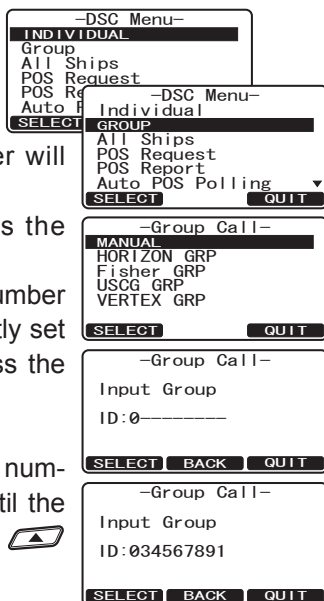 -DSC Menu-
INDIVIDUAL
Group
All Ships
POS Request
POS
Auto
SELECT
-DSC Menu-
Individual
GROUP
All Ships
POS Request
POS Report
Auto POS Polling ▼
SELECT QUIT
er will
s the
-Group Call-
MANUAL
HORIZON GRP
Fisher GRP
USCG GRP
VERTEX GRP
SELECT QUIT
umber
tly set
ss the
-Group Call-
Input Group
ID:0--------
SELECT BACK QUIT
num-
til the
-Group Call-
Input Group
ID:034567891
SELECT BACK QUIT